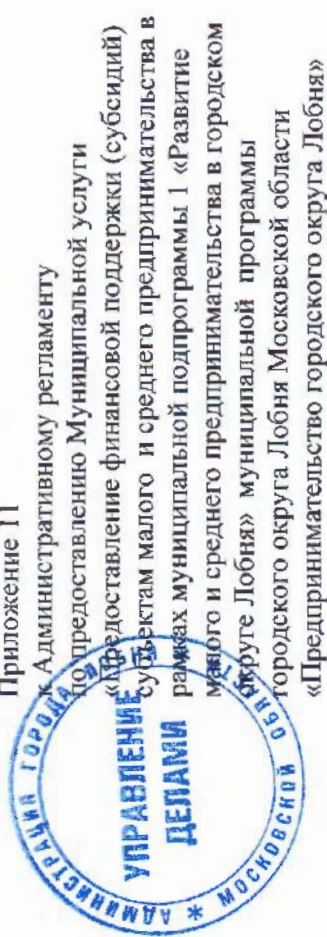 Приложение 11
к Административному регламенту
по предоставлению Муниципальной услуги
«Предоставление финансовой поддержки (субсидий)
субъектам малого и среднего предпринимательства в
рамках муниципальной подпрограммы 1 «Развитие
малого и среднего предпринимательства в городском
округе Лобня» муниципальной программы
городского округа Лобня Московской области
«Предпринимательство городского округа Лобня»
АДМИНИСТРАЦИЯ ГОРОДА ЛОБНЯ
МОСКОВСКОЙ ОБЛАСТИ *
УПРАВЛЕНИЕ
ДЕЛАМИ